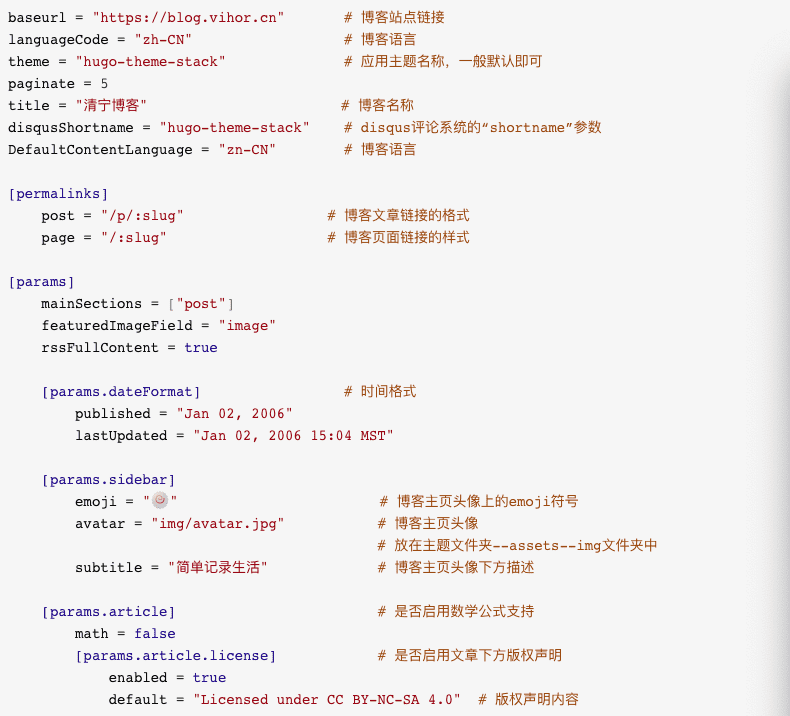 baseurl = "https://blog.vihor.cn"       # 博客站点链接
languageCode = "zh-CN"                  # 博客语言
theme = "hugo-theme-stack"              # 应用主题名称，一般默认即可
paginate = 5
title = "清宁博客"                       # 博客名称
disqusShortname = "hugo-theme-stack"    # disqus评论系统的“shortname”参数
DefaultContentLanguage = "zn-CN"        # 博客语言

[permalinks]
    post = "/p/:slug"                 # 博客文章链接的格式
    page = "/:slug"                   # 博客页面链接的样式

[params]
    mainSections = ["post"]
    featuredImageField = "image"
    rssFullContent = true

    [params.dateFormat]                 # 时间格式
        published = "Jan 02, 2006"
        lastUpdated = "Jan 02, 2006 15:04 MST"

    [params.sidebar]
        emoji = "🍥"                        # 博客主页头像上的emoji符号
        avatar = "img/avatar.jpg"           # 博客主页头像
                                            # 放在主题文件夹--assets--img文件夹中
        subtitle = "简单记录生活"             # 博客主页头像下方描述

    [params.article]                        # 是否启用数学公式支持
        math = false
        [params.article.license]            # 是否启用文章下方版权声明
            enabled = true
            default = "Licensed under CC BY-NC-SA 4.0"  # 版权声明内容